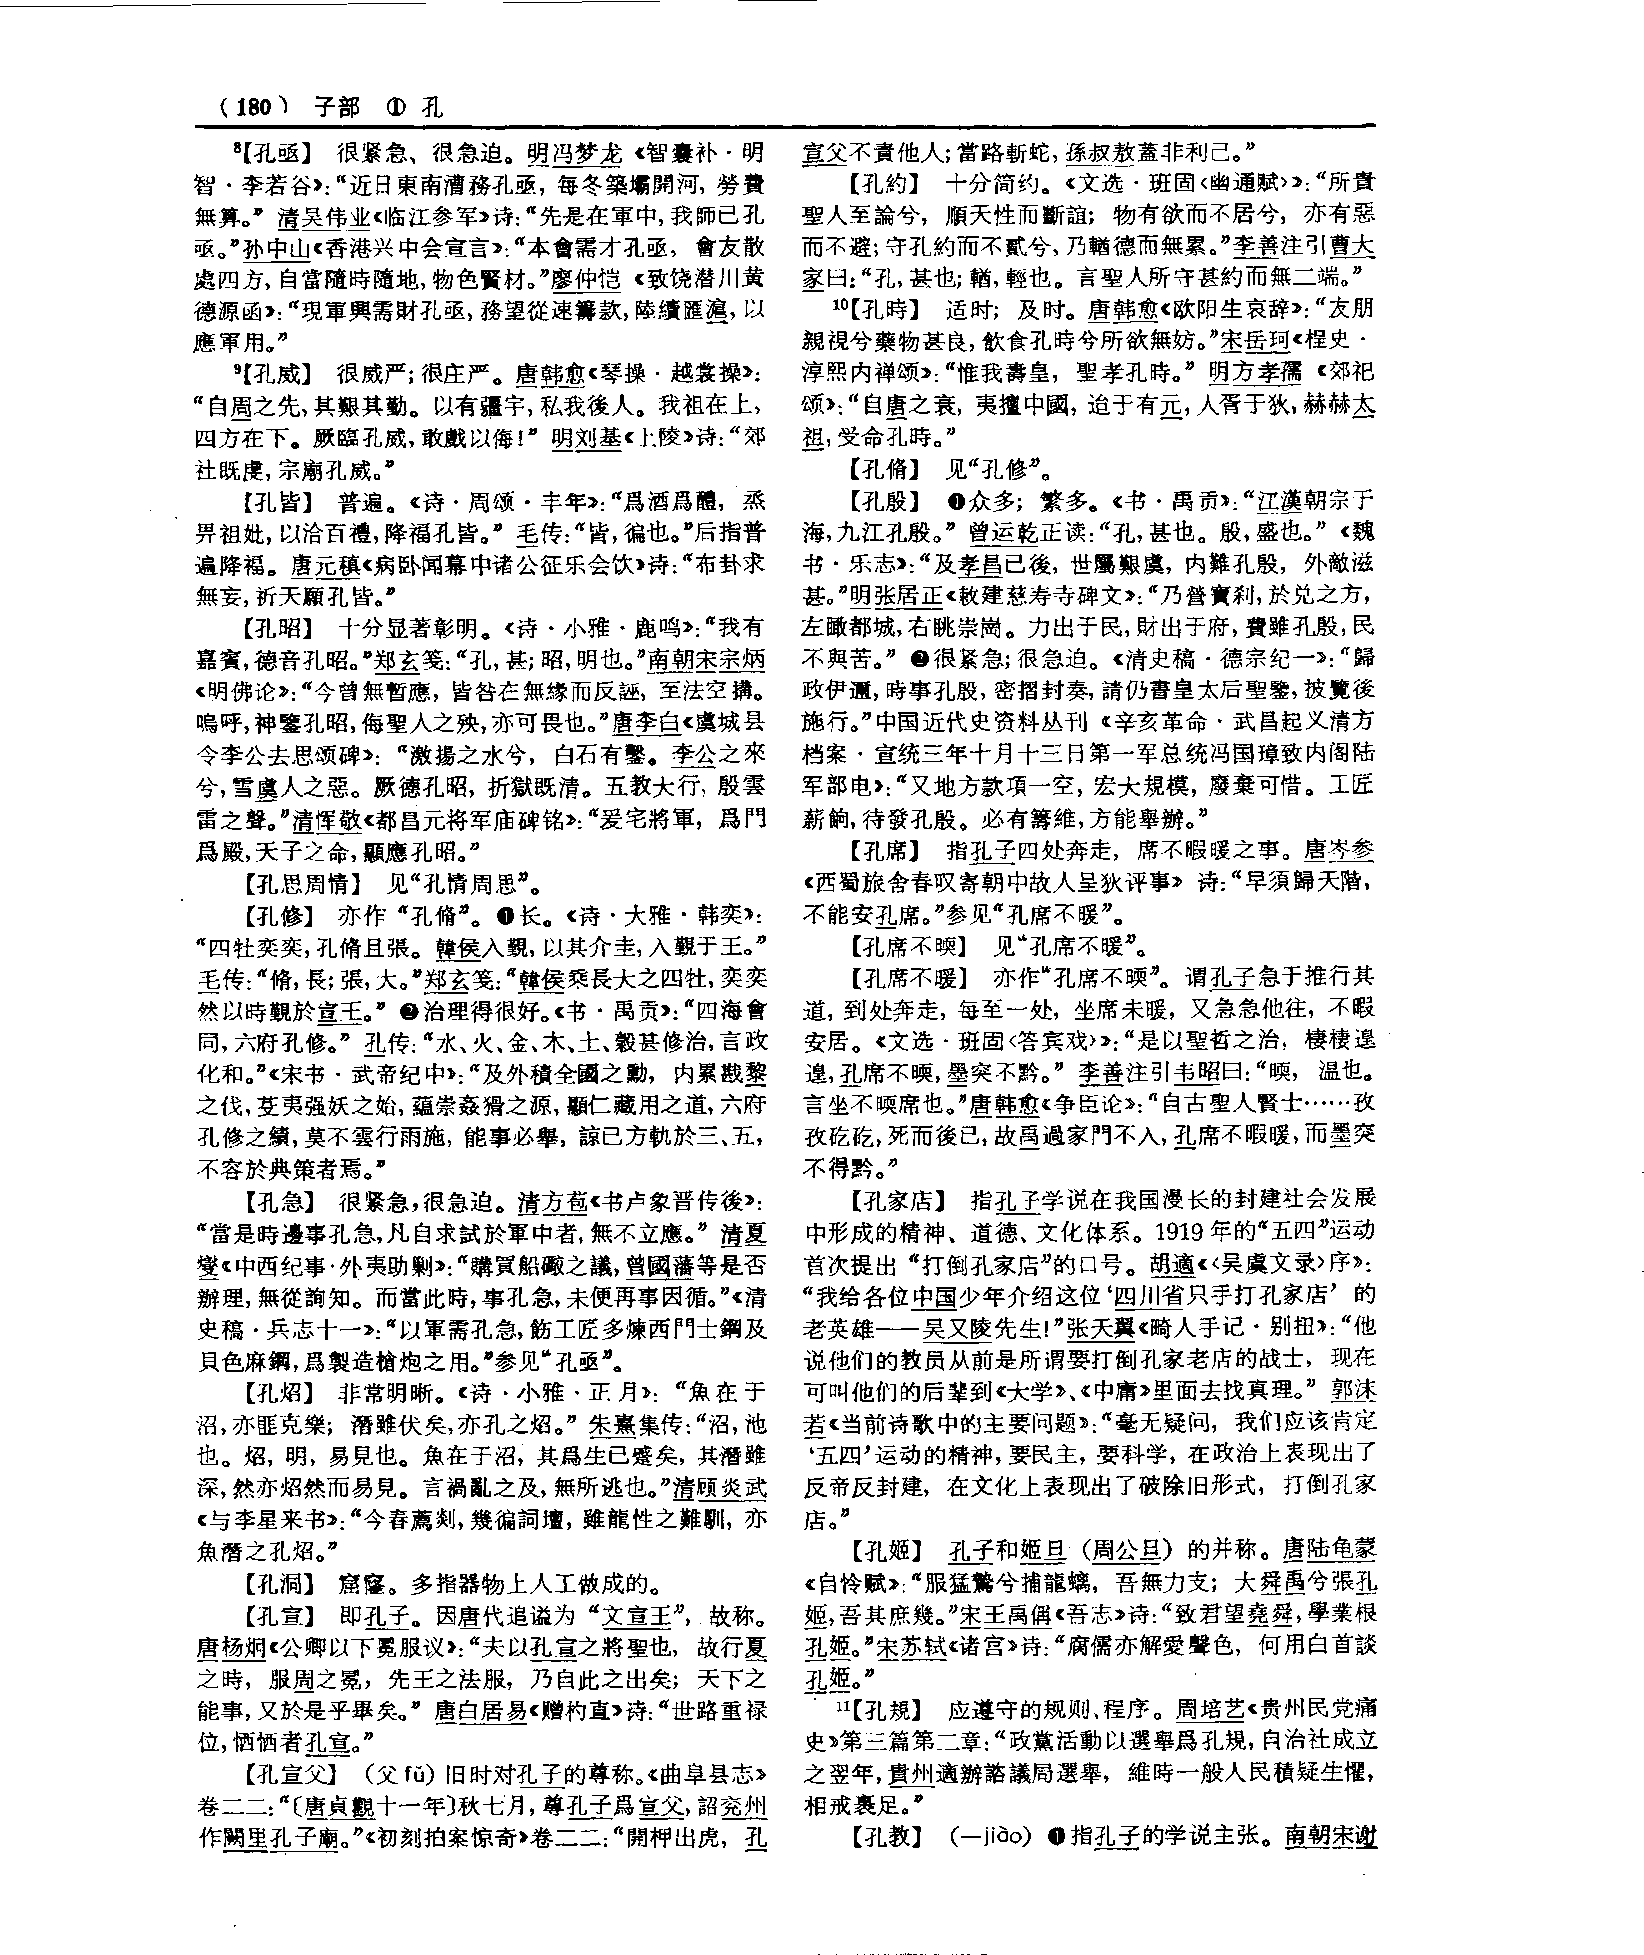 （180）　子部　①　孔
⁸【孔亟】　很紧急、很急迫。明冯梦龙《智囊补·明
智·李若谷》：“近日東南漕務孔亟，每冬築壩開河，勞費
無算。”清吴伟业《临江参军》诗：“先是在軍中，我師已孔
亟。”孙中山《香港兴中会宣言》：“本會需才孔亟，會友散
處四方，自當隨時隨地，物色賢材。”廖仲恺《致饶潜川黄
德源函》：“現軍興需財孔亟，務望從速籌款，陸續匯滬，以
應軍用。”
⁹【孔威】　很威严；很庄严。唐韩愈《琴操·越裳操》：
“自周之先，其艱其勤。以有疆宇，私我後人。我祖在上，
四方在下。厥臨孔威，敢戲以侮！”明刘基《上陵》诗：“郊
社既虔，宗廟孔威。”
【孔皆】　普遍。《诗·周颂·丰年》：“爲酒爲醴，烝
畀祖妣，以洽百禮，降福孔皆。”毛传：“皆，徧也。”后指普
遍降福。唐元稹《病卧闻幕中诸公征乐会饮》诗：“布卦求
無妄，祈天願孔皆。”
【孔昭】　十分显著彰明。《诗·小雅·鹿鸣》：“我有
嘉賓，德音孔昭。”郑玄笺：“孔，甚；昭，明也。”南朝宋宗炳
《明佛论》：“今曾無暫應，皆咎在無緣而反誣，至法空構。
嗚呼，神鑒孔昭，侮聖人之殃，亦可畏也。”唐李白《虞城县
令李公去思颂碑》：“激揚之水兮，白石有鑿。李公之來
兮，雪虞人之惡。厥德孔昭，折獄既清。五教大行，殷雲
雷之聲。”清恽敬《都昌元将军庙碑铭》：“爰宅將軍，爲門
爲殿，天子之命，顯應孔昭。”
【孔思周情】　见“孔情周思”。
【孔修】　亦作“孔脩”。❶长。《诗·大雅·韩奕》：
“四牡奕奕，孔脩且張。韓侯入覲，以其介圭，入覲于王。”
毛传：“脩，長；張，大。”郑玄笺：“韓侯乘長大之四牡，奕奕
然以時覲於宣王。”❷治理得很好。《书·禹贡》：“四海會
同，六府孔修。”孔传：“水、火、金、木、土、穀甚修治，言政
化和。”《宋书·武帝纪中》：“及外積全國之勳，内累戡黎
之伐，芟夷强妖之始，蘊崇姦猾之源，顯仁藏用之道，六府
孔修之績，莫不雲行雨施，能事必舉，諒已方軌於三、五，
不容於典策者焉。”
【孔急】　很紧急，很急迫。清方苞《书卢象晋传後》：
“當是時邊事孔急，凡自求試於軍中者，無不立應。”清夏
燮《中西纪事·外夷助剿》：“購買船礮之議，曾國藩等是否
辦理，無從詢知。而當此時，事孔急，未便再事因循。”《清
史稿·兵志十一》：“以軍需孔急，飭工匠多煉西門士鋼及
貝色麻鋼，爲製造槍炮之用。”参见“孔亟”。
【孔炤】　非常明晰。《诗·小雅·正月》：“魚在于
沼，亦匪克樂；潛雖伏矣，亦孔之炤。”朱熹集传：“沼，池
也。炤，明，易見也。魚在于沼，其爲生已蹙矣，其潛雖
深，然亦炤然而易見。言禍亂之及，無所逃也。”清顾炎武
《与李星来书》：“今春薦剡，幾徧詞壇，雖龍性之難馴，亦
魚潛之孔炤。”
【孔洞】　窟窿。多指器物上人工做成的。
【孔宣】　即孔子。因唐代追谥为“文宣王”，故称。
唐杨炯《公卿以下冕服议》：“夫以孔宣之將聖也，故行夏
之時，服周之冕，先王之法服，乃自此之出矣；天下之
能事，又於是乎畢矣。”唐白居易《赠杓直》诗：“世路重禄
位，恓恓者孔宣。”
【孔宣父】　（父fǔ）旧时对孔子的尊称。《曲阜县志》
卷二二：“〔唐貞觀十一年〕秋七月，尊孔子爲宣父，詔兖州
作闕里孔子廟。”《初刻拍案惊奇》卷二二：“開柙出虎，孔
宣父不責他人；當路斬蛇，孫叔敖蓋非利己。”
【孔約】　十分简约。《文选·班固〈幽通赋〉》：“所貴
聖人至論兮，順天性而斷誼；物有欲而不居兮，亦有惡
而不避；守孔約而不貳兮，乃輶德而無累。”李善注引曹大
家曰：“孔，甚也；輶，輕也。言聖人所守甚約而無二端。”
¹⁰【孔時】　适时；及时。唐韩愈《欧阳生哀辞》：“友朋
親視兮藥物甚良，飲食孔時兮所欲無妨。”宋岳珂《桯史·
淳熙内禅颂》：“惟我壽皇，聖孝孔時。”明方孝孺《郊祀
颂》：“自唐之衰，夷擅中國，迨于有元，人胥于狄，赫赫太
祖，受命孔時。”
【孔脩】　见“孔修”。
【孔殷】　❶众多；繁多。《书·禹贡》：“江漢朝宗于
海，九江孔殷。”曾运乾正读：“孔，甚也。殷，盛也。”《魏
书·乐志》：“及孝昌已後，世屬艱虞，内難孔殷，外敵滋
甚。”明张居正《敕建慈寿寺碑文》：“乃營寶刹，於兑之方，
左瞰都城，右眺崇崗。力出于民，財出于府，費雖孔殷，民
不與苦。”❷很紧急；很急迫。《清史稿·德宗纪一》：“歸
政伊邇，時事孔殷，密摺封奏，請仍書皇太后聖鑒，披覽後
施行。”中国近代史资料丛刊《辛亥革命·武昌起义清方
档案·宣统三年十月十三日第一军总统冯国璋致内阁陆
军部电》：“又地方款項一空，宏大規模，廢棄可惜。工匠
薪餉，待發孔殷。必有籌維，方能舉辦。”
【孔席】　指孔子四处奔走，席不暇暖之事。唐岑参
《西蜀旅舍春叹寄朝中故人呈狄评事》诗：“早須歸天階，
不能安孔席。”参见“孔席不暖”。
【孔席不暝】　见“孔席不暖”。
【孔席不暖】　亦作“孔席不㬉”。谓孔子急于推行其
道，到处奔走，每至一处，坐席未暖，又急急他往，不暇
安居。《文选·班固〈答宾戏〉》：“是以聖哲之治，棲棲遑
遑，孔席不㬉，墨突不黔。”李善注引韦昭曰：“㬉，温也。
言坐不㬉席也。”唐韩愈《争臣论》：“自古聖人賢士……孜
孜矻矻，死而後已，故禹過家門不入，孔席不暇暖，而墨突
不得黔。”
【孔家店】　指孔子学说在我国漫长的封建社会发展
中形成的精神、道德、文化体系。1919年的“五四”运动
首次提出“打倒孔家店”的口号。胡適《〈吴虞文录〉序》：
“我给各位中国少年介绍这位‘四川省只手打孔家店’的
老英雄——吴又陵先生！”张天翼《畸人手记·别扭》：“他
说他们的教员从前是所谓要打倒孔家老店的战士，现在
可叫他们的后辈到《大学》、《中庸》里面去找真理。”郭沫
若《当前诗歌中的主要问题》：“毫无疑问，我们应该肯定
‘五四’运动的精神，要民主，要科学，在政治上表现出了
反帝反封建，在文化上表现出了破除旧形式，打倒孔家
店。”
【孔姬】　孔子和姬旦（周公旦）的并称。唐陆龟蒙
《自怜赋》：“服猛鷙兮捕龍螭，吾無力支；大舜禹兮張孔
姬，吾其庶幾。”宋王禹偁《吾志》诗：“致君望堯舜，學業根
孔姬。”宋苏轼《诸宫》诗：“腐儒亦解愛聲色，何用白首談
孔姬。”
¹¹【孔規】　应遵守的规则、程序。周培艺《贵州民党痛
史》第三篇第二章：“政黨活動以選舉爲孔規，自治社成立
之翌年，貴州適辦諮議局選舉，維時一般人民積疑生懼，
相戒裹足。”
【孔教】　（—jiào）❶指孔子的学说主张。南朝宋谢